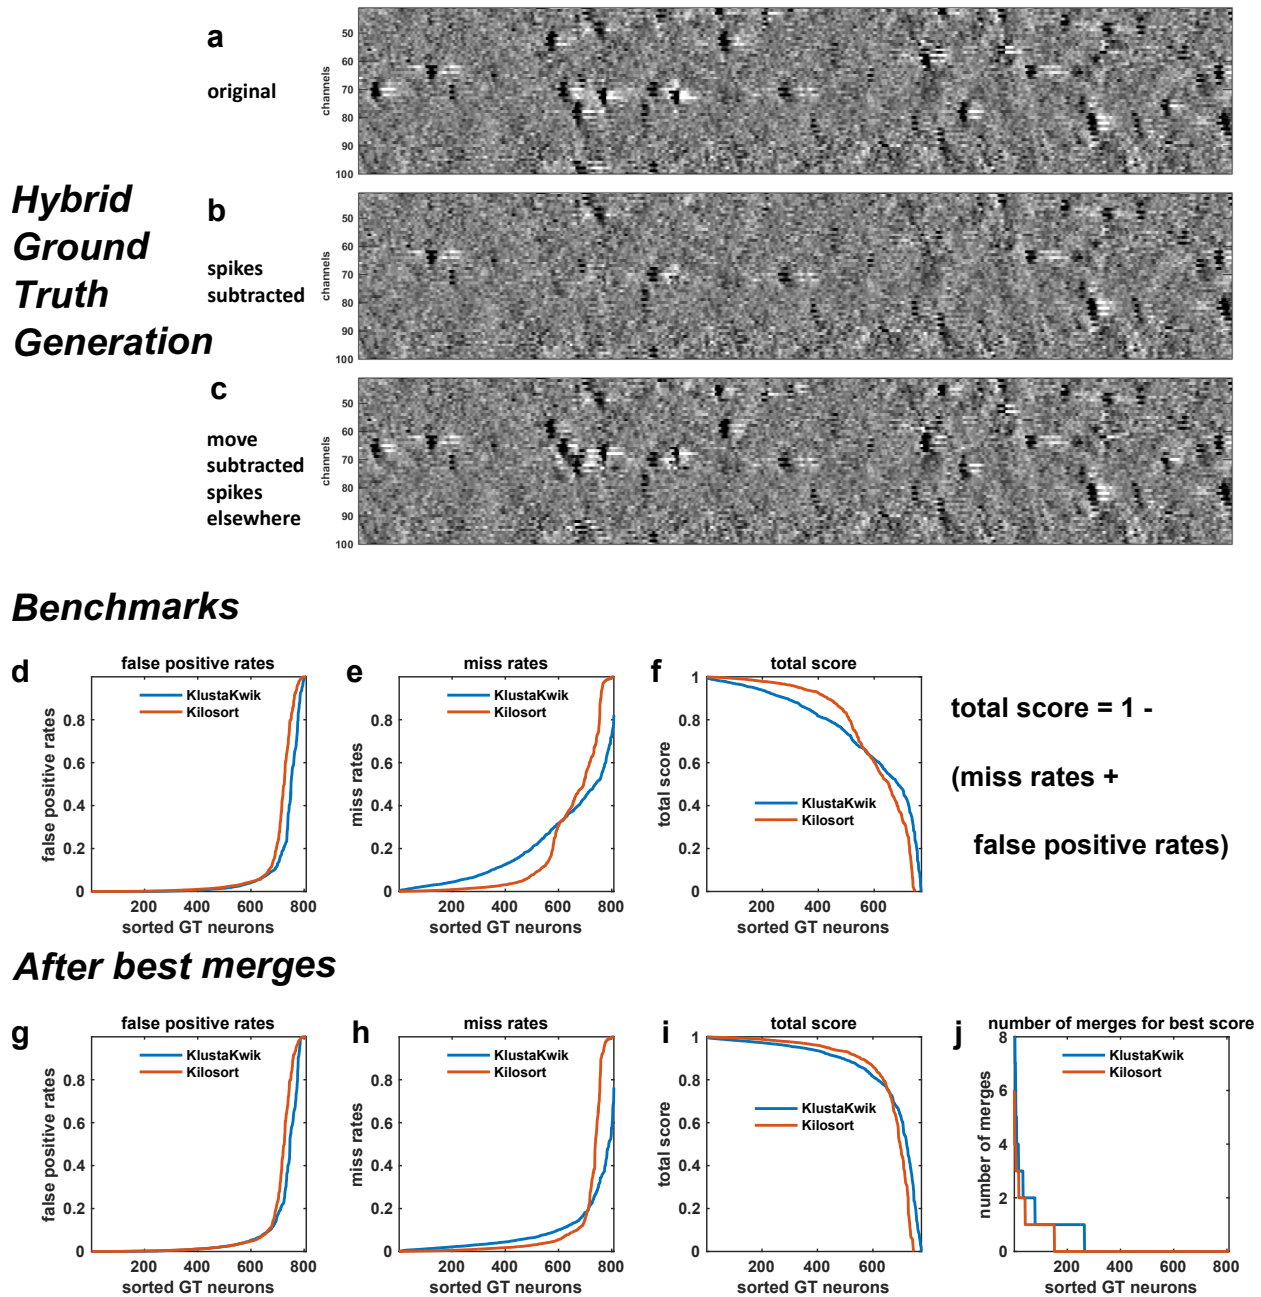 a
original
channels
50
60
70
80
90
100
Hybrid
Ground
Truth
Generation
b
spikes
subtracted
channels
50
60
70
80
90
100
c
move
subtracted
spikes
elsewhere
channels
50
60
70
80
90
100
Benchmarks
d
false positive rates
KlustaKwik
Kilosort
false positive rates
0
0.2
0.4
0.6
0.8
200
400
600
800
sorted GT neurons
e
miss rates
KlustaKwik
Kilosort
miss rates
0
0.2
0.4
0.6
0.8
200
400
600
800
sorted GT neurons
f
total score
KlustaKwik
Kilosort
total score
0
0.2
0.4
0.6
0.8
1
200
400
600
sorted GT neurons
total score = 1 -
(miss rates +
false positive rates)
After best merges
g
false positive rates
KlustaKwik
Kilosort
false positive rates
0
0.2
0.4
0.6
0.8
200
400
600
800
sorted GT neurons
h
miss rates
KlustaKwik
Kilosort
miss rates
0
0.2
0.4
0.6
0.8
200
400
600
800
sorted GT neurons
i
total score
KlustaKwik
Kilosort
total score
0
0.2
0.4
0.6
0.8
1
200
400
600
sorted GT neurons
j
number of merges for best score
KlustaKwik
Kilosort
number of merges
0
2
4
6
8
200
400
600
800
sorted GT neurons